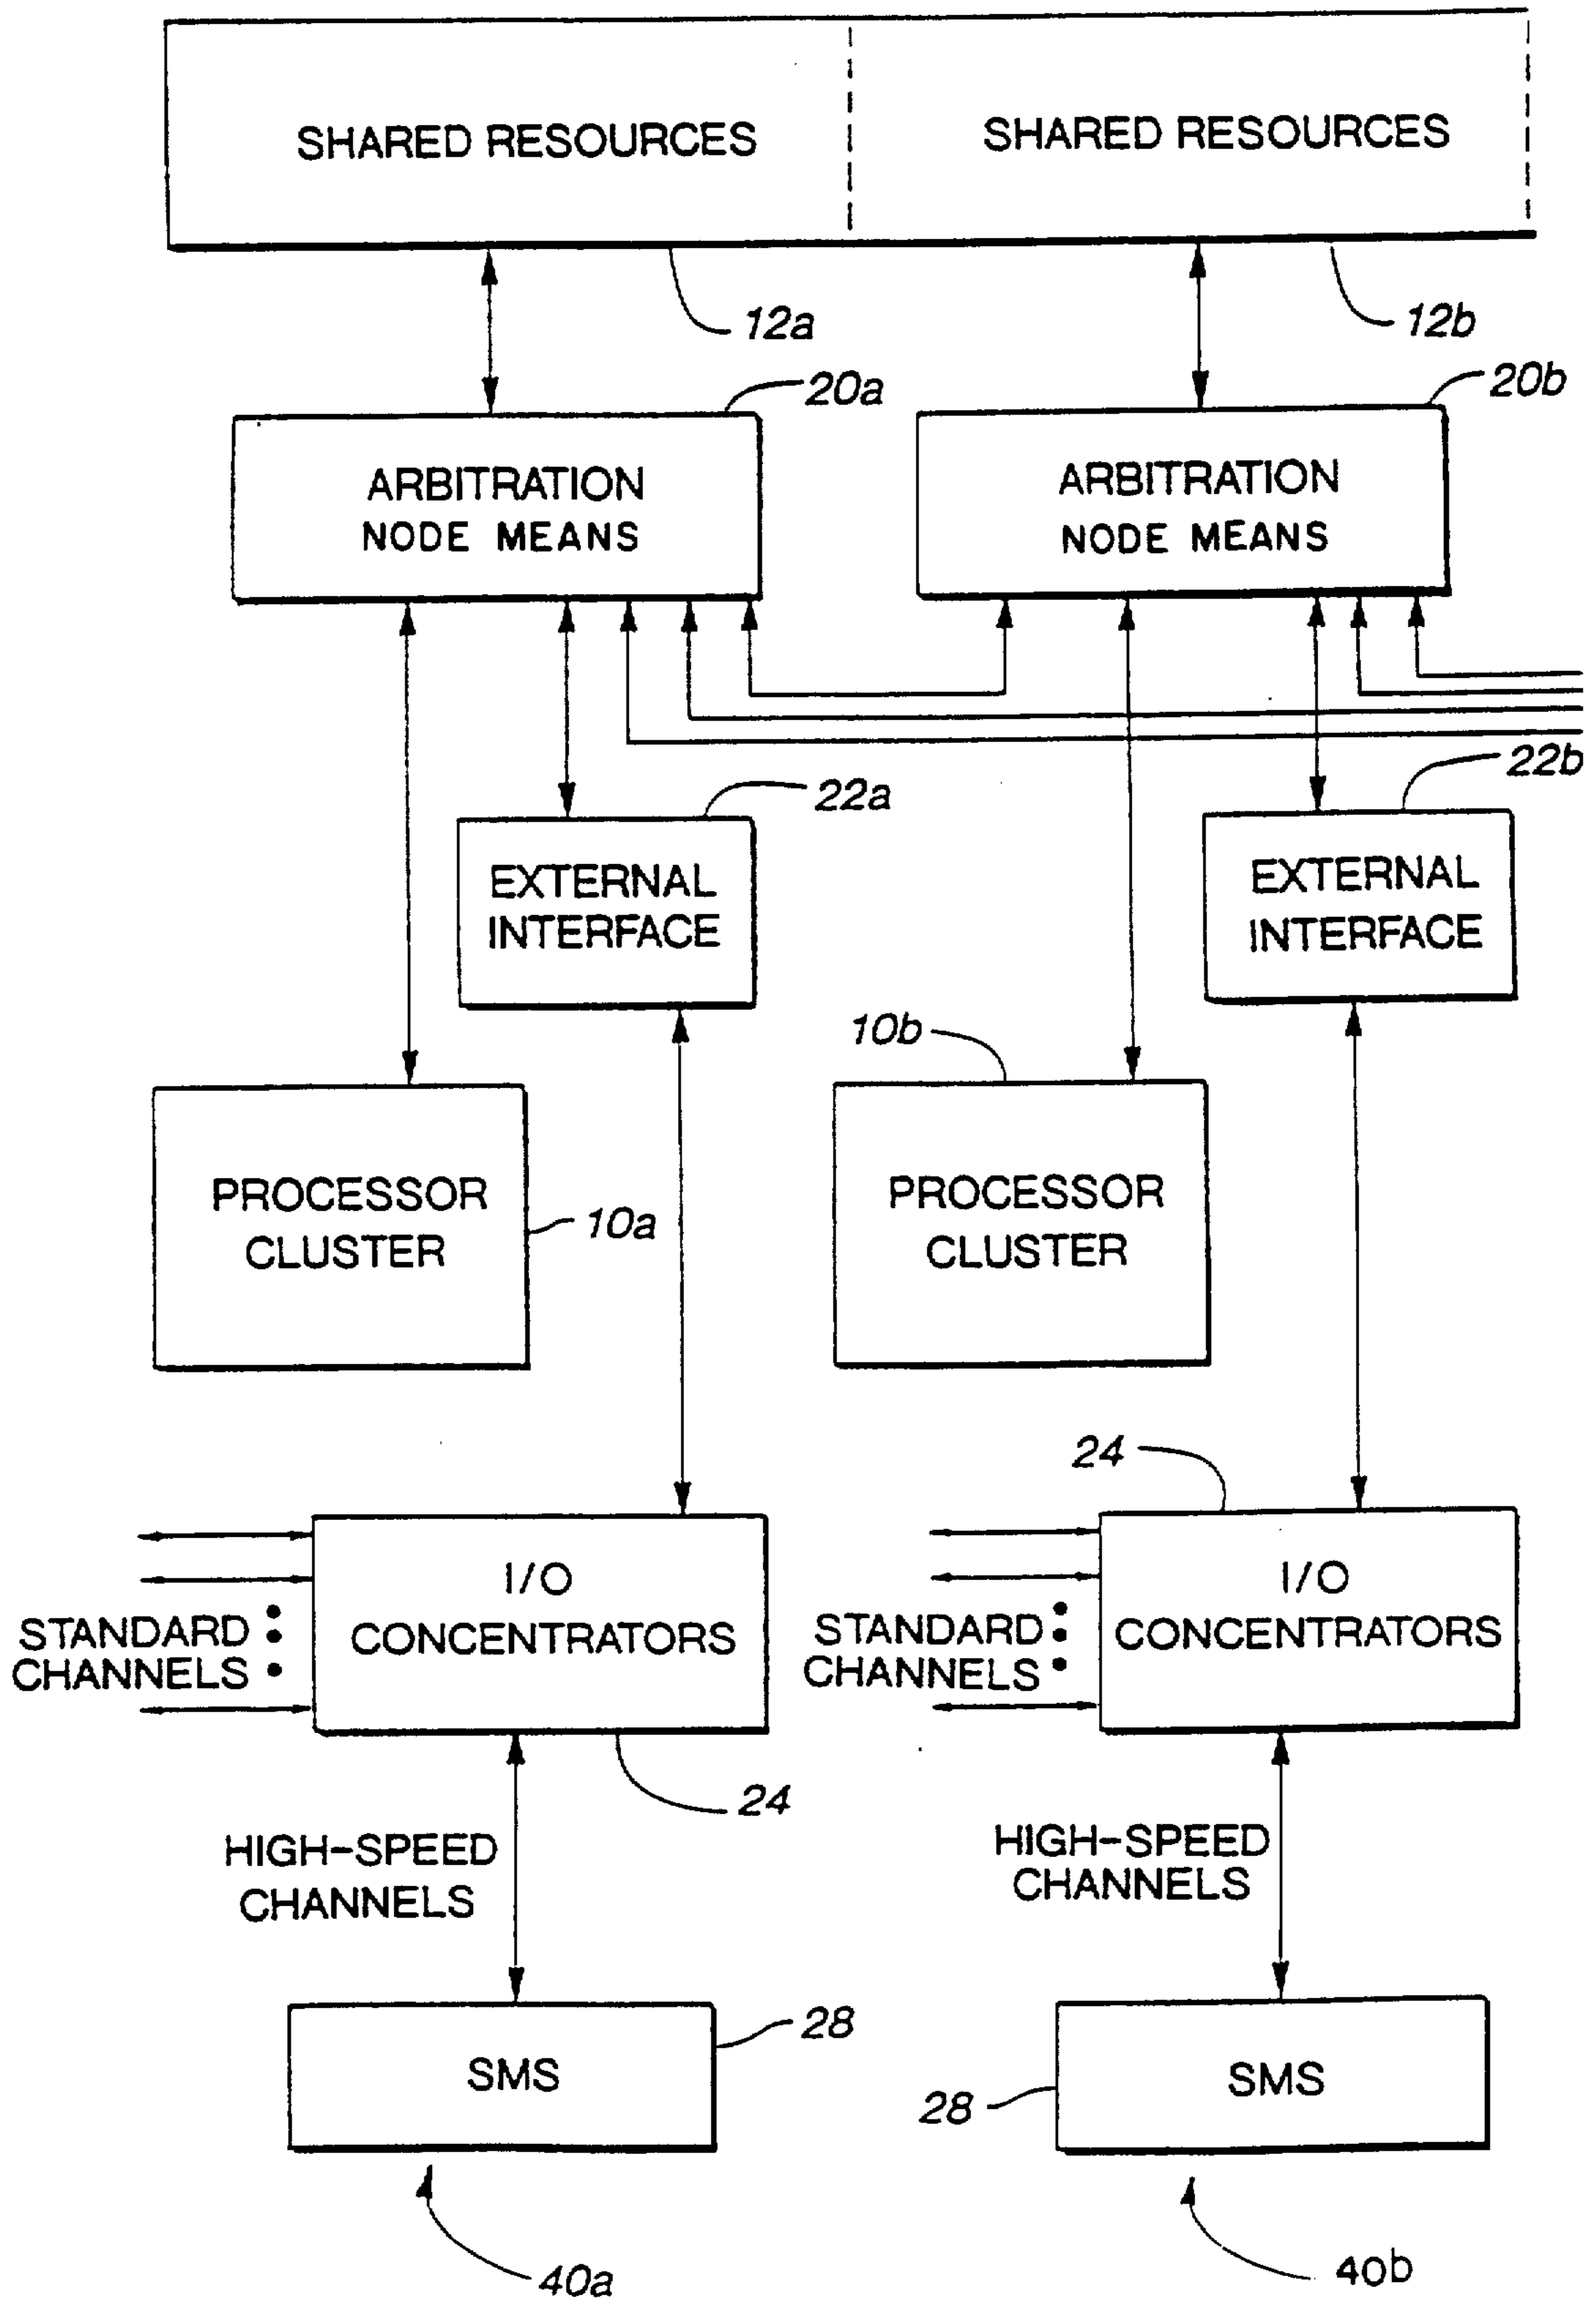 SHARED RESOURCES
SHARED RESOURCES
12a
12b
20a
20b
ARBITRATION
NODE MEANS
ARBITRATION
NODE MEANS
22a
22b
EXTERNAL
INTERFACE
EXTERNAL
INTERFACE
10b
PROCESSOR
CLUSTER
10a
PROCESSOR
CLUSTER
24
I/O
CONCENTRATORS
STANDARD
CHANNELS
I/O
CONCENTRATORS
STANDARD
CHANNELS
24
HIGH-SPEED
CHANNELS
HIGH-SPEED
CHANNELS
28
SMS
28
SMS
40a
40b